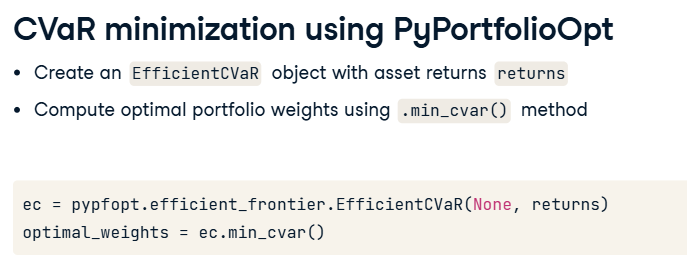 CVaR minimization using PyPortfolioOpt
• Create an EfficientCVaR object with asset returns returns
• Compute optimal portfolio weights using .min_cvar() method
ec = pypfopt.efficient_frontier.EfficientCVaR(None, returns)
optimal_weights = ec.min_cvar()